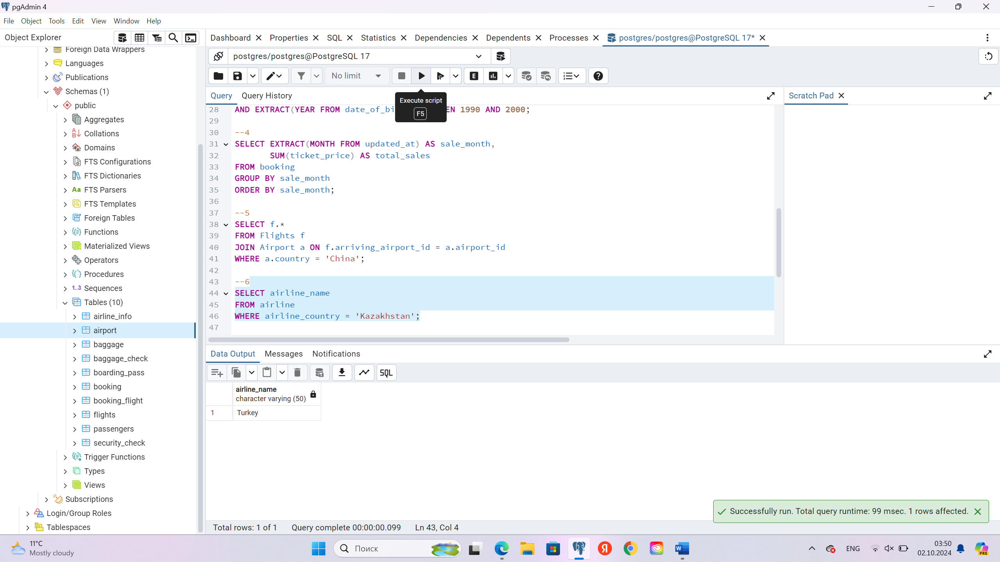 pgAdmin 4
File Object Tools Edit View Window Help
Object Explorer
Dashboard Properties SQL Statistics Dependencies Dependents Processes postgres/postgres@PostgreSQL 17*
Foreign Data Wrappers
Languages
Publications
Schemas (1)
public
Aggregates
Collations
Domains
FTS Configurations
FTS Dictionaries
Aa FTS Parsers
FTS Templates
Foreign Tables
Functions
Materialized Views
Operators
Procedures
1..3 Sequences
Tables (10)
airline_info
airport
baggage
baggage_check
boarding_pass
booking
booking_flight
flights
passengers
security_check
Trigger Functions
Types
Views
Subscriptions
Login/Group Roles
Tablespaces
postgres/postgres@PostgreSQL 17
No limit
E
Query Query History
Execute script
F5
Scratch Pad
28 AND EXTRACT(YEAR FROM date_of_bi EN 1990 AND 2000;
29
30 --4
31 SELECT EXTRACT(MONTH FROM updated_at) AS sale_month,
32 SUM(ticket_price) AS total_sales
33 FROM booking
34 GROUP BY sale_month
35 ORDER BY sale_month;
36
37 --5
38 SELECT f.*
39 FROM Flights f
40 JOIN Airport a ON f.arriving_airport_id = a.airport_id
41 WHERE a.country = 'China';
42
43 --6
44 SELECT airline_name
45 FROM airline
46 WHERE airline_country = 'Kazakhstan';
47
Data Output Messages Notifications
SQL
airline_name
character varying (50)
1 Turkey
Successfully run. Total query runtime: 99 msec. 1 rows affected.
Total rows: 1 of 1 Query complete 00:00:00.099 Ln 43, Col 4
11°C
Mostly cloudy
Поиск
Я
W
ENG
03:50
02.10.2024
PRE